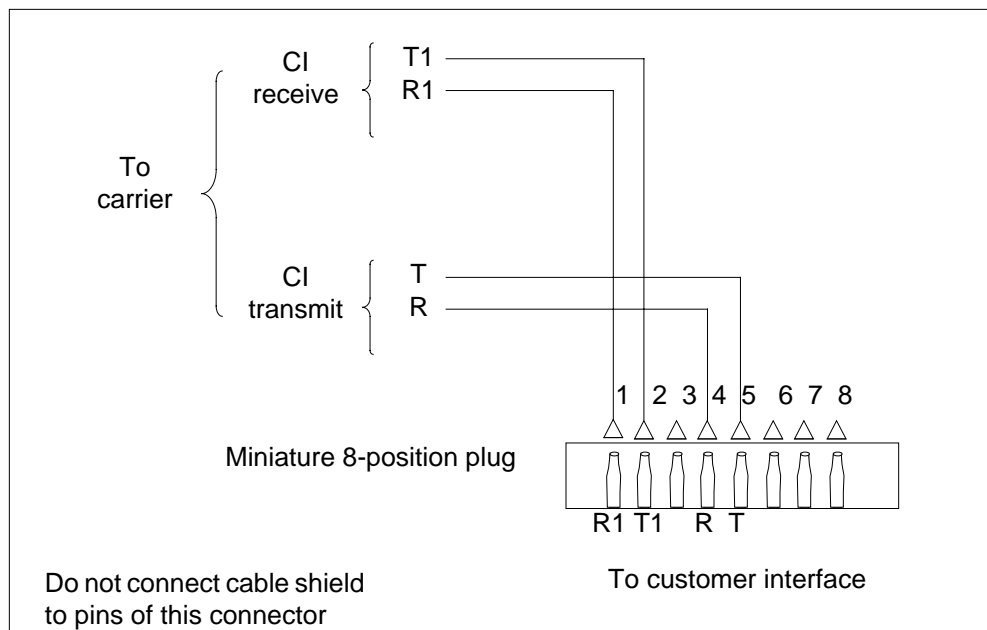 CI
receive
T1
R1
To
carrier
CI
transmit
T
R
1 2 3 4 5 6 7 8
Miniature 8-position plug
R1 T1 R T
Do not connect cable shield
to pins of this connector
To customer interface